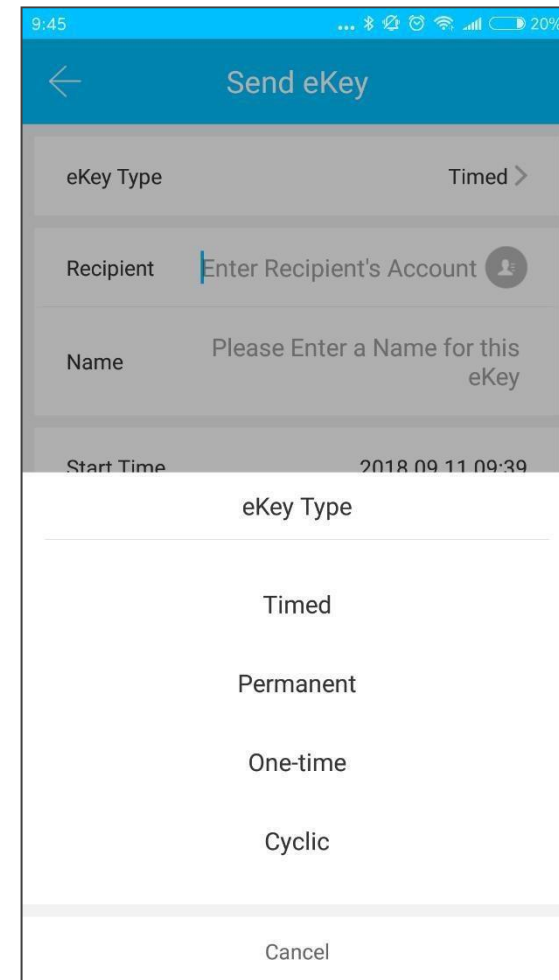 9:45 ... 20%
Send eKey
eKey Type Timed >
Recipient Enter Recipient's Account
Name Please Enter a Name for this
eKey
Start Time 2018.09.11 09:39
eKey Type
Timed
Permanent
One-time
Cyclic
Cancel